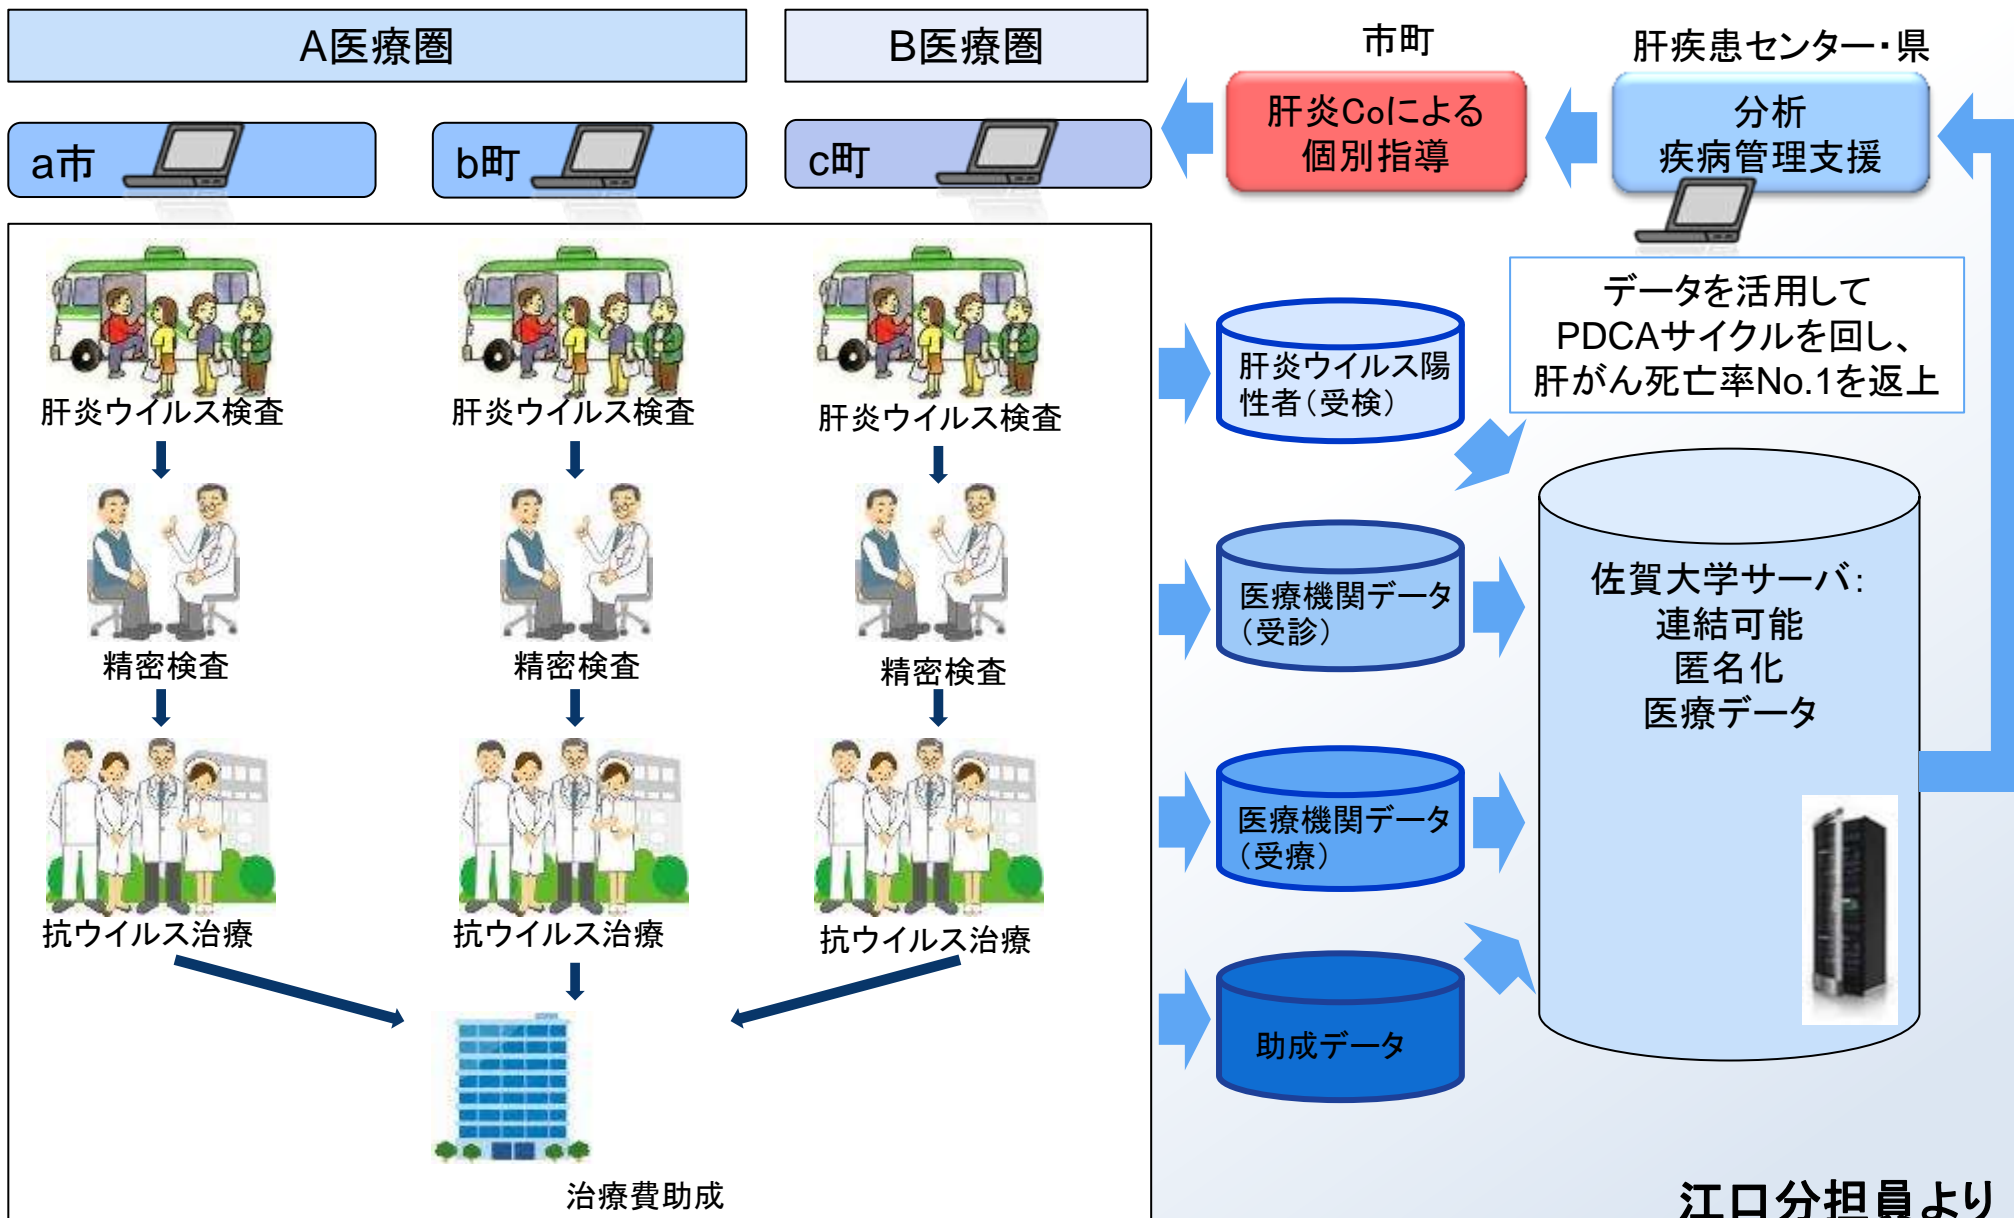 A医療圏
B医療圏
市町
肝疾患センター・県
a市
b町
c町
肝炎Coによる
個別指導
分析
疾病管理支援
データを活用して
PDCAサイクルを回し、
肝がん死亡率No.1を返上
肝炎ウイルス検査
肝炎ウイルス検査
肝炎ウイルス検査
精密検査
精密検査
精密検査
抗ウイルス治療
抗ウイルス治療
抗ウイルス治療
治療費助成
肝炎ウイルス陽
性者（受検）
医療機関データ
（受診）
医療機関データ
（受療）
助成データ
佐賀大学サーバ：
連結可能
匿名化
医療データ
江口分担員より